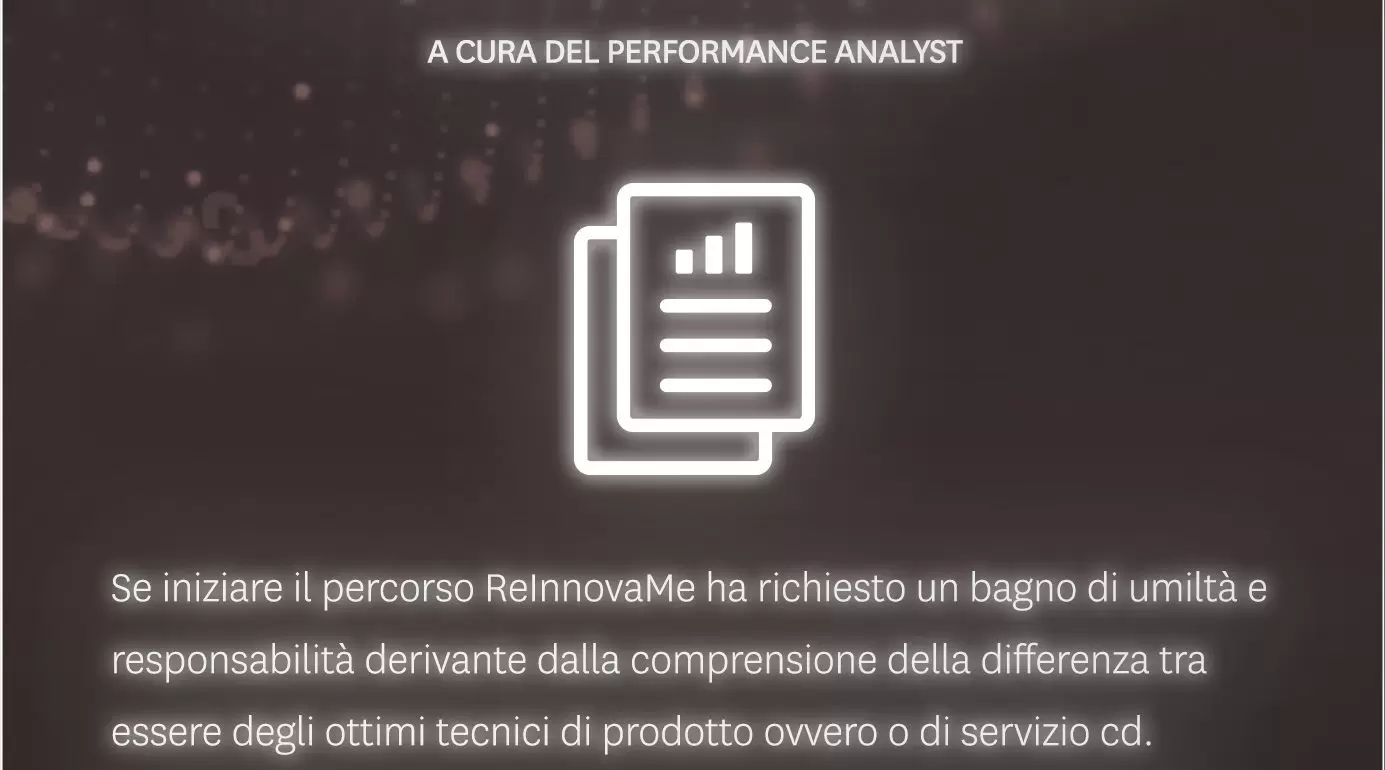 A CURA DEL PERFORMANCE ANALYST
Se iniziare il percorso ReInnovaMe ha richiesto un bagno di umiltà e
responsabilità derivante dalla comprensione della differenza tra
essere degli ottimi tecnici di prodotto ovvero o di servizio cd.